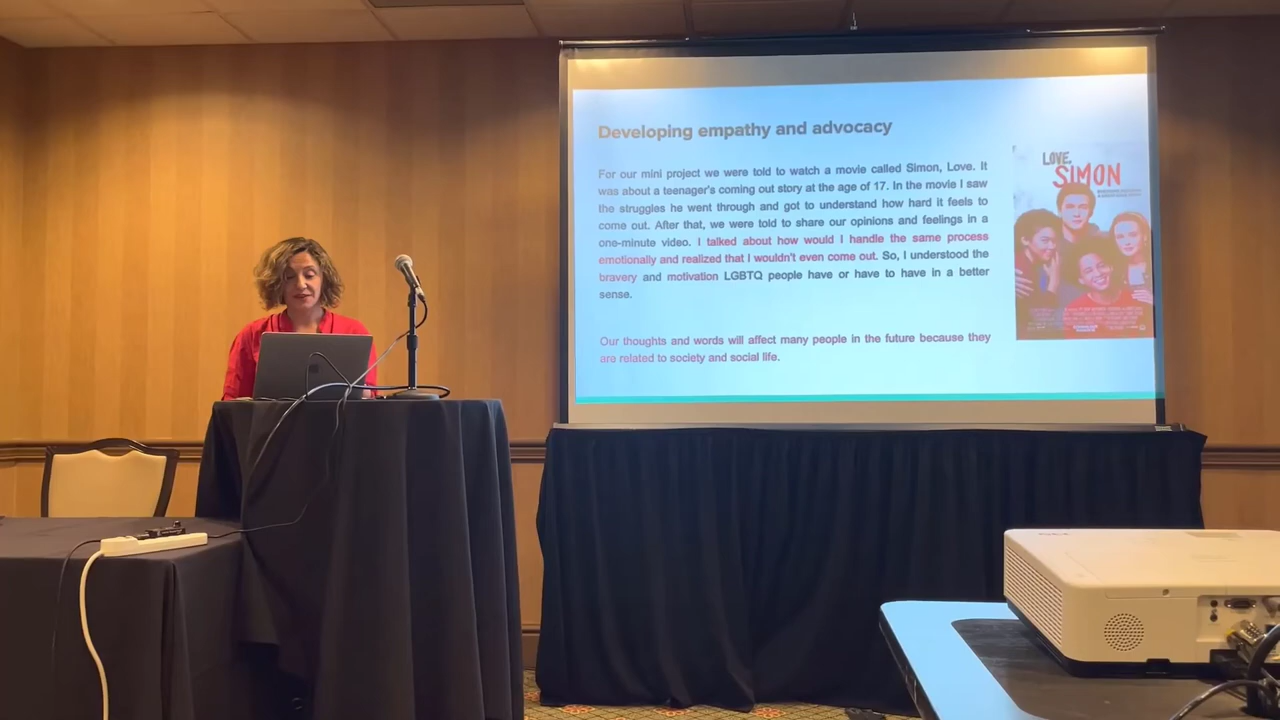 Developing empathy and advocacy
For our mini project we were told to watch a movie called Simon, Love. It
was about a teenager's coming out story at the age of 17. In the movie I saw
the struggles he went through and got to understand how hard it feels to
come out. After that, we were told to share our opinions and feelings in a
one-minute video. I talked about how would I handle the same process
emotionally and realized that I wouldn't even come out. So, I understood the
bravery and motivation LGBTQ people have or have to have in a better
sense.
Our thoughts and words will affect many people in the future because they
are related to society and social life.
LOVE,
SIMON